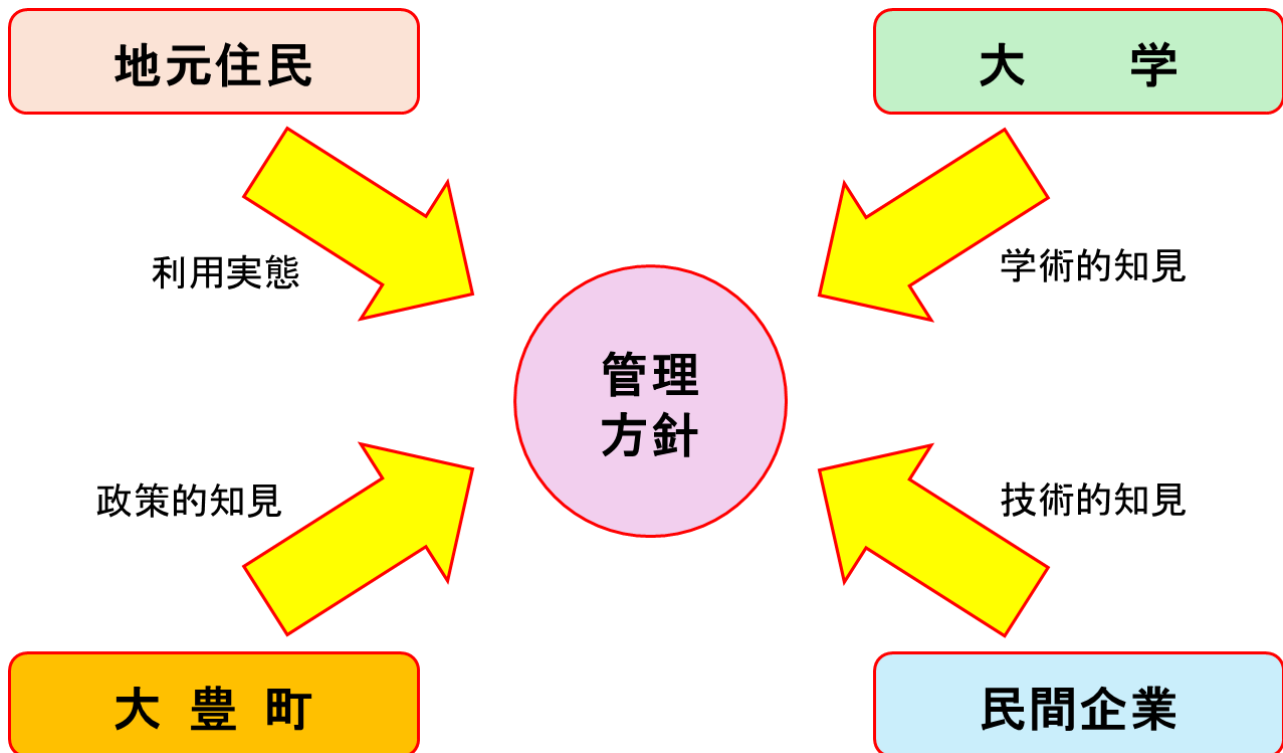 地元住民
大 学
利用実態
学術的知見
管理
方針
政策的知見
技術的知見
大 豊 町
民間企業